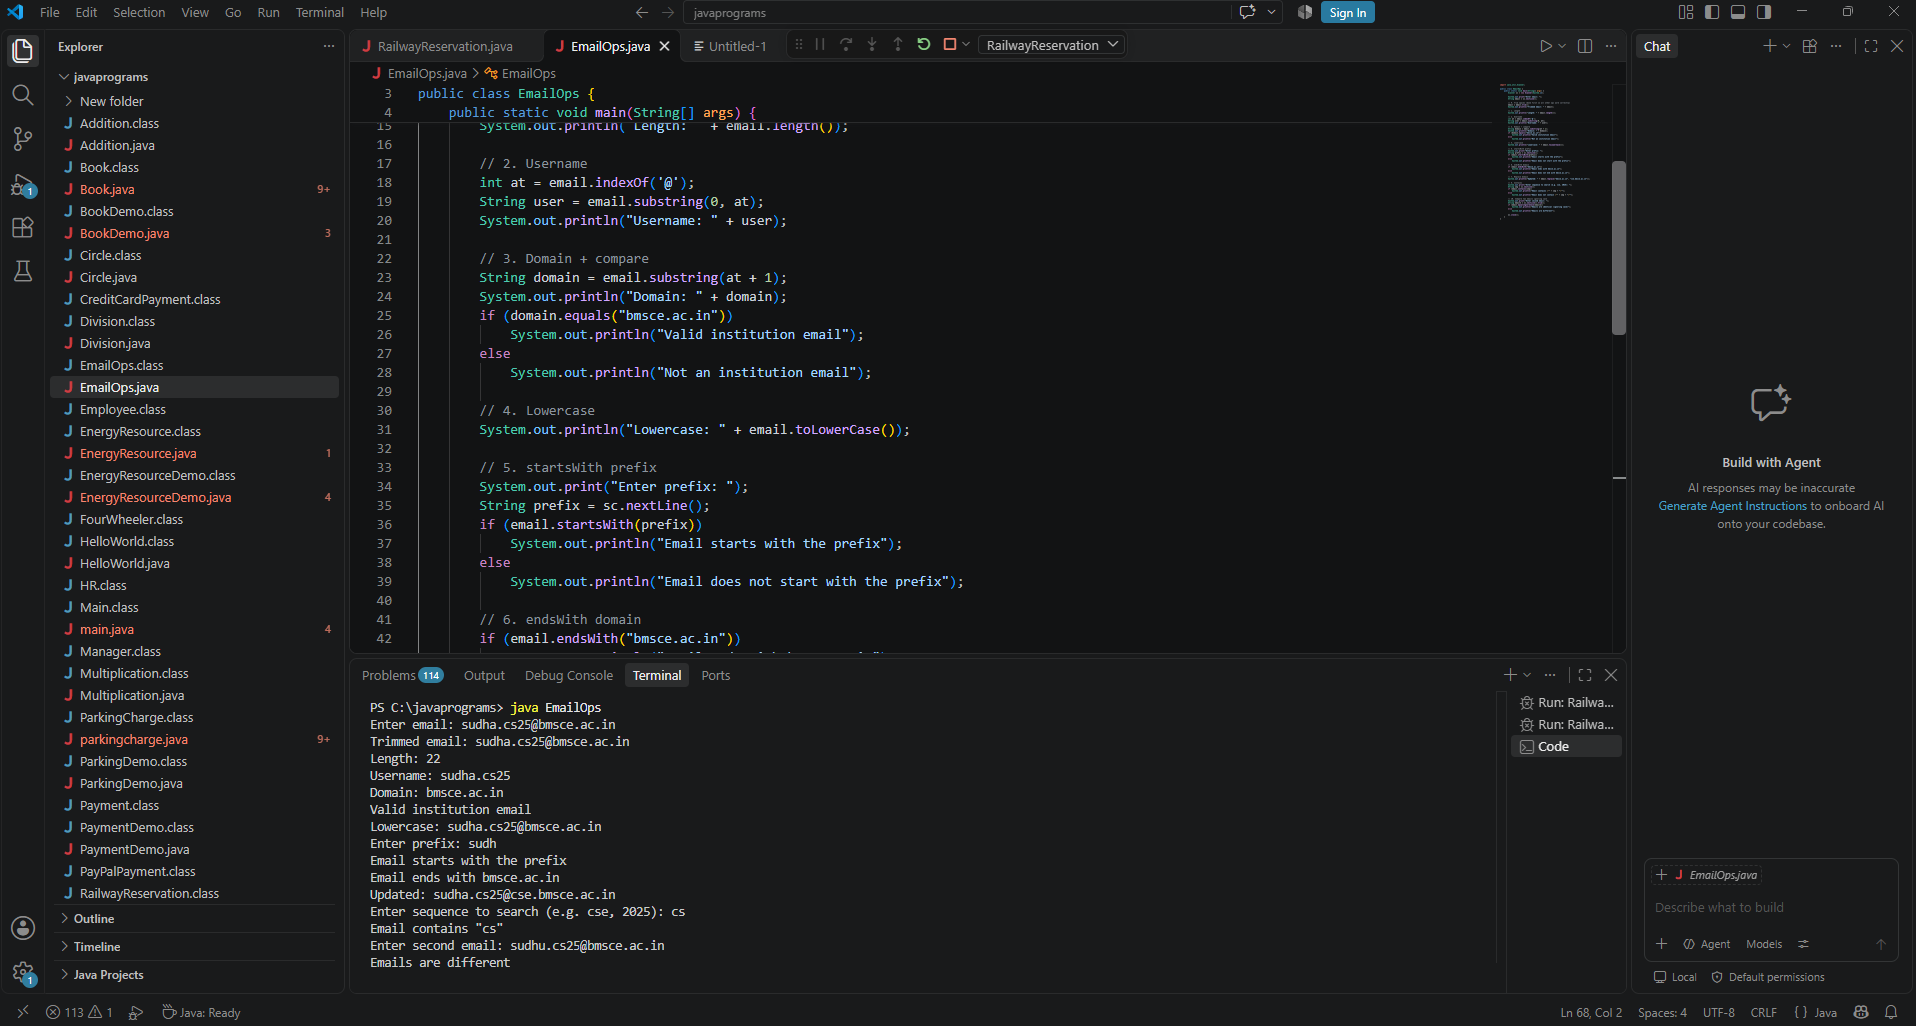 File Edit Selection View Go Run Terminal Help
javaprograms
Sign In
Explorer
javaprograms
New folder
Addition.class
Addition.java
Book.class
Book.java 9+
BookDemo.class
BookDemo.java 3
Circle.class
Circle.java
CreditCardPayment.class
Division.class
Division.java
EmailOps.class
EmailOps.java
Employee.class
EnergyResource.class
EnergyResource.java 1
EnergyResourceDemo.class
EnergyResourceDemo.java 4
FourWheeler.class
HelloWorld.class
HelloWorld.java
HR.class
Main.class
main.java 4
Manager.class
Multiplication.class
Multiplication.java
ParkingCharge.class
parkingcharge.java 9+
ParkingDemo.class
ParkingDemo.java
Payment.class
PaymentDemo.class
PaymentDemo.java
PayPalPayment.class
RailwayReservation.class
Outline
Timeline
Java Projects
1
1
RailwayReservation.java EmailOps.java Untitled-1 RailwayReservation
EmailOps.java > EmailOps
3 public class EmailOps {
4 public static void main(String[] args) {
15 System.out.println("Length: " + email.length());
16
17 // 2. Username
18 int at = email.indexOf('@');
19 String user = email.substring(0, at);
20 System.out.println("Username: " + user);
21
22 // 3. Domain + compare
23 String domain = email.substring(at + 1);
24 System.out.println("Domain: " + domain);
25 if (domain.equals("bmsce.ac.in"))
26 System.out.println("Valid institution email");
27 else
28 System.out.println("Not an institution email");
29
30 // 4. Lowercase
31 System.out.println("Lowercase: " + email.toLowerCase());
32
33 // 5. startsWith prefix
34 System.out.print("Enter prefix: ");
35 String prefix = sc.nextLine();
36 if (email.startsWith(prefix))
37 System.out.println("Email starts with the prefix");
38 else
39 System.out.println("Email does not start with the prefix");
40
41 // 6. endsWith domain
42 if (email.endsWith("bmsce.ac.in"))
Problems 114 Output Debug Console Terminal Ports
PS C:\javaprograms> java EmailOps
Enter email: sudha.cs25@bmsce.ac.in
Trimmed email: sudha.cs25@bmsce.ac.in
Length: 22
Username: sudha.cs25
Domain: bmsce.ac.in
Valid institution email
Lowercase: sudha.cs25@bmsce.ac.in
Enter prefix: sudh
Email starts with the prefix
Email ends with bmsce.ac.in
Updated: sudha.cs25@cse.bmsce.ac.in
Enter sequence to search (e.g. cse, 2025): cs
Email contains "cs"
Enter second email: sudhu.cs25@bmsce.ac.in
Emails are different
Run: Railwa...
Run: Railwa...
Code
Chat
Build with Agent
AI responses may be inaccurate
Generate Agent Instructions to onboard AI
onto your codebase.
EmailOps.java
Describe what to build
Agent Models
Local Default permissions
113 1 Java: Ready
Ln 68, Col 2 Spaces: 4 UTF-8 CRLF {} Java